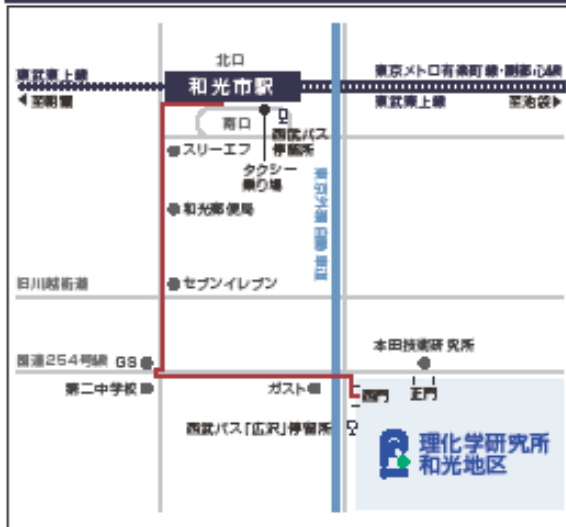 北口
東武東上線
和光市駅
東京メトロ有楽町線・副都心線
◀至朝霞
東武東上線
至池袋▶
南口
西武バス
停留所
スリーエフ
タクシー
乗り場
東京外環自動車道
和光郵便局
旧川越街道
セブンイレブン
本田技術研究所
国道254号線
GS
第二中学校
ガスト
西門
正門
西武バス「広沢」停留所
理化学研究所
和光地区